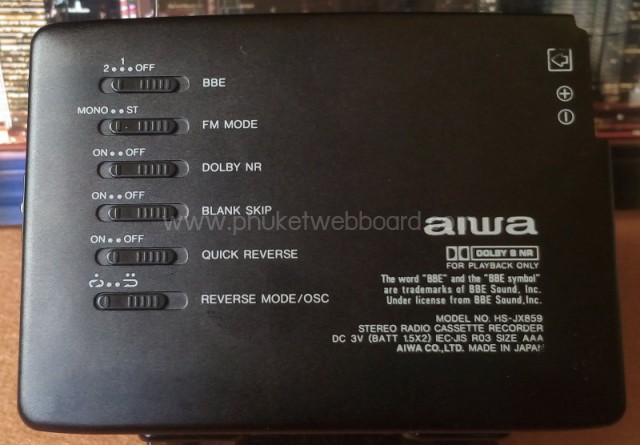 1
2 • • • OFF
BBE
MONO • • ST
FM MODE
ON • • OFF
DOLBY NR
ON • • OFF
BLANK SKIP
ON • • OFF
QUICK REVERSE
REVERSE MODE/OSC
www.phuketwebboard.com
aiwa
DOLBY B NR
FOR PLAYBACK ONLY
The word "BBE" and the "BBE symbol"
are trademarks of BBE Sound, Inc.
Under license from BBE Sound, Inc.
MODEL NO. HS-JX859
STEREO RADIO CASSETTE RECORDER
DC 3V (BATT 1.5X2) IEC·JIS R03 SIZE AAA
AIWA CO.,LTD. MADE IN JAPAN